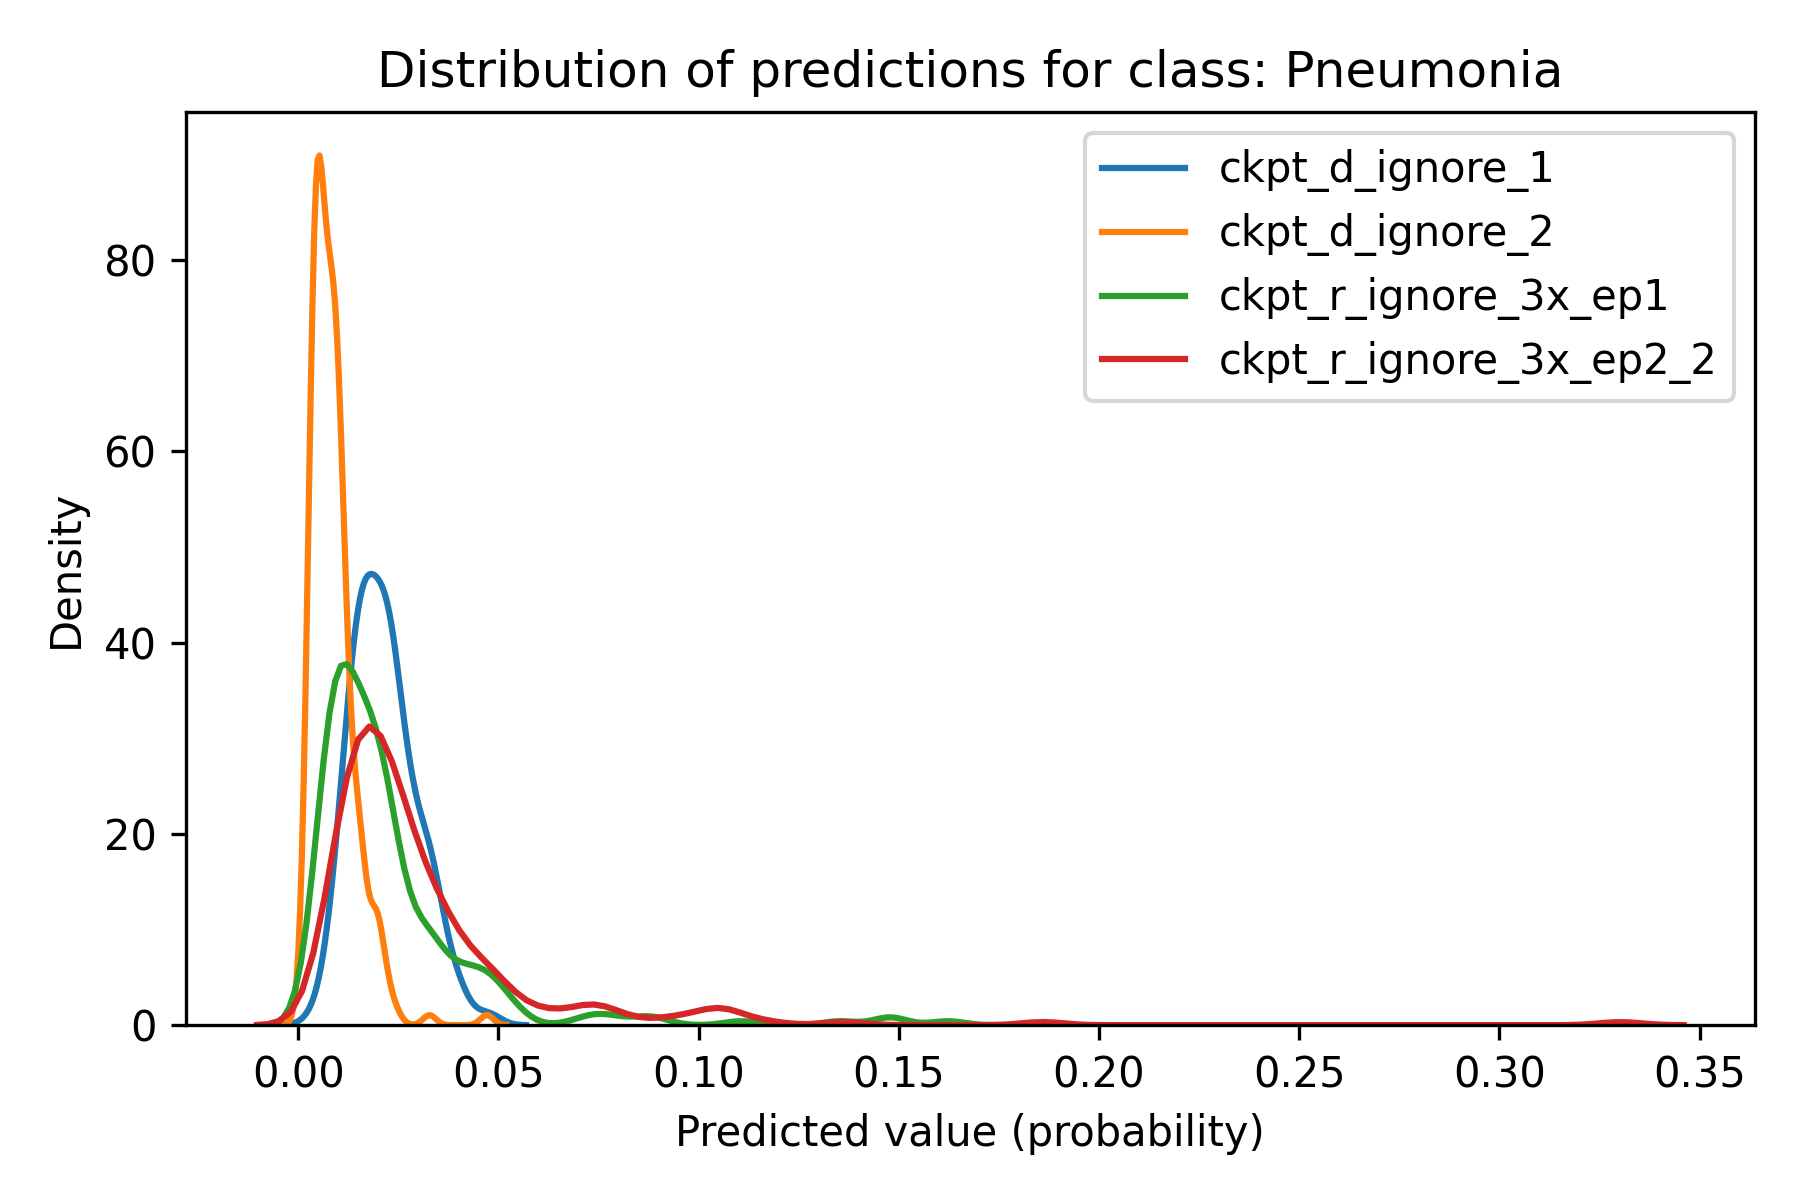 Distribution of predictions for class: Pneumonia
ckpt_d_ignore_1
ckpt_d_ignore_2
ckpt_r_ignore_3x_ep1
ckpt_r_ignore_3x_ep2_2
Density
80
60
40
20
0
0.00 0.05 0.10 0.15 0.20 0.25 0.30 0.35
Predicted value (probability)